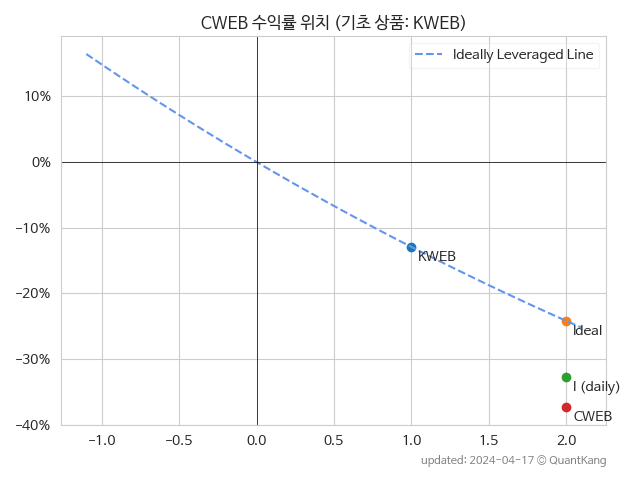 CWEB 수익률 위치 (기초 상품: KWEB)
Ideally Leveraged Line
10%
0%
−10%
−20%
−30%
−40%
KWEB
Ideal
I (daily)
CWEB
−1.0
−0.5
0.0
0.5
1.0
1.5
2.0
updated: 2024-04-17 © QuantKang